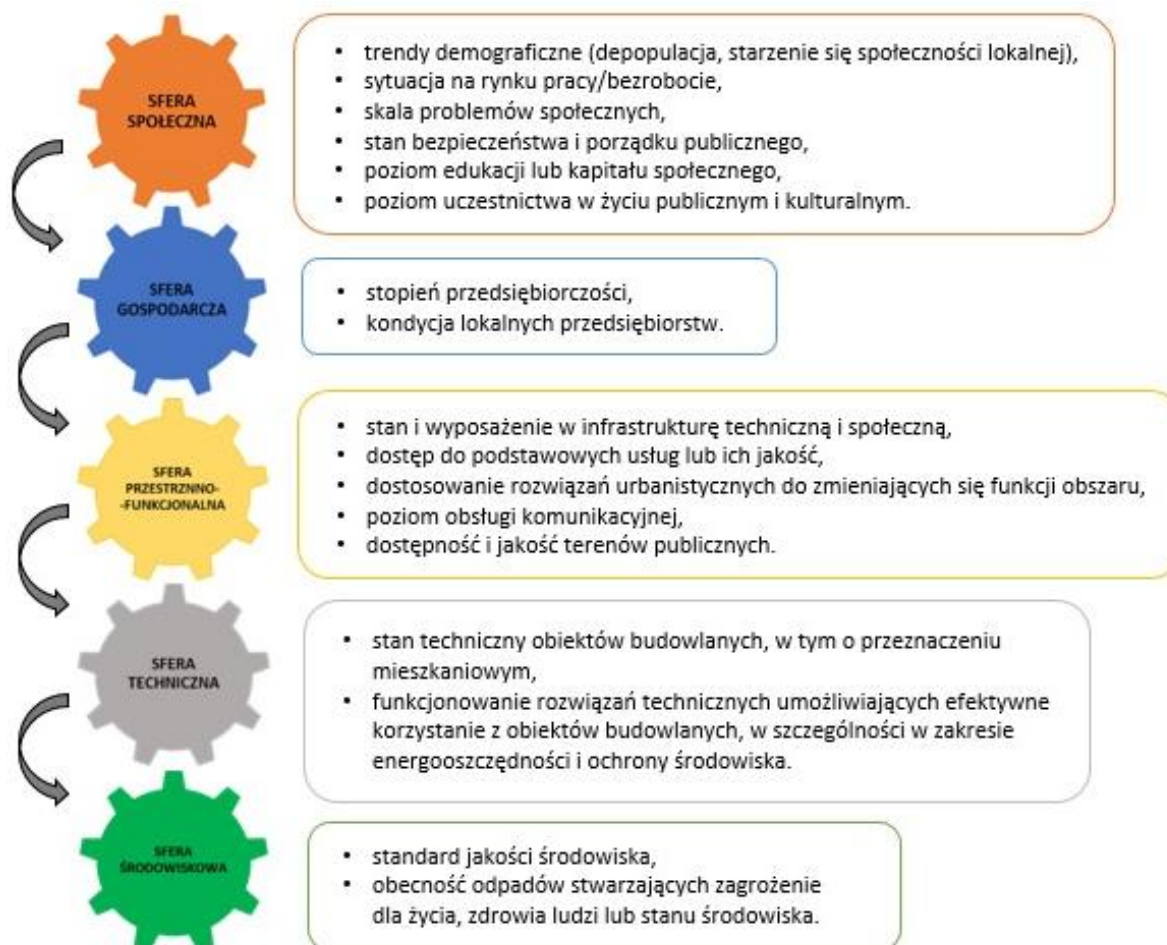 SFERA
SPOŁECZNA
• trendy demograficzne (depopulacja, starzenie się społeczności lokalnej),
• sytuacja na rynku pracy/bezrobocie,
• skala problemów społecznych,
• stan bezpieczeństwa i porządku publicznego,
• poziom edukacji lub kapitału społecznego,
• poziom uczestnictwa w życiu publicznym i kulturalnym.
SFERA
GOSPODARCZA
• stopień przedsiębiorczości,
• kondycja lokalnych przedsiębiorstw.
SFERA
PRZESTRZNNO-
-FUNKCJONALNA
• stan i wyposażenie w infrastrukturę techniczną i społeczną,
• dostęp do podstawowych usług lub ich jakość,
• dostosowanie rozwiązań urbanistycznych do zmieniających się funkcji obszaru,
• poziom obsługi komunikacyjnej,
• dostępność i jakość terenów publicznych.
SFERA
TECHNICZNA
• stan techniczny obiektów budowlanych, w tym o przeznaczeniu
mieszkaniowym,
• funkcjonowanie rozwiązań technicznych umożliwiających efektywne
korzystanie z obiektów budowlanych, w szczególności w zakresie
energooszczędności i ochrony środowiska.
SFERA
ŚRODOWISKOWA
• standard jakości środowiska,
• obecność odpadów stwarzających zagrożenie
dla życia, zdrowia ludzi lub stanu środowiska.